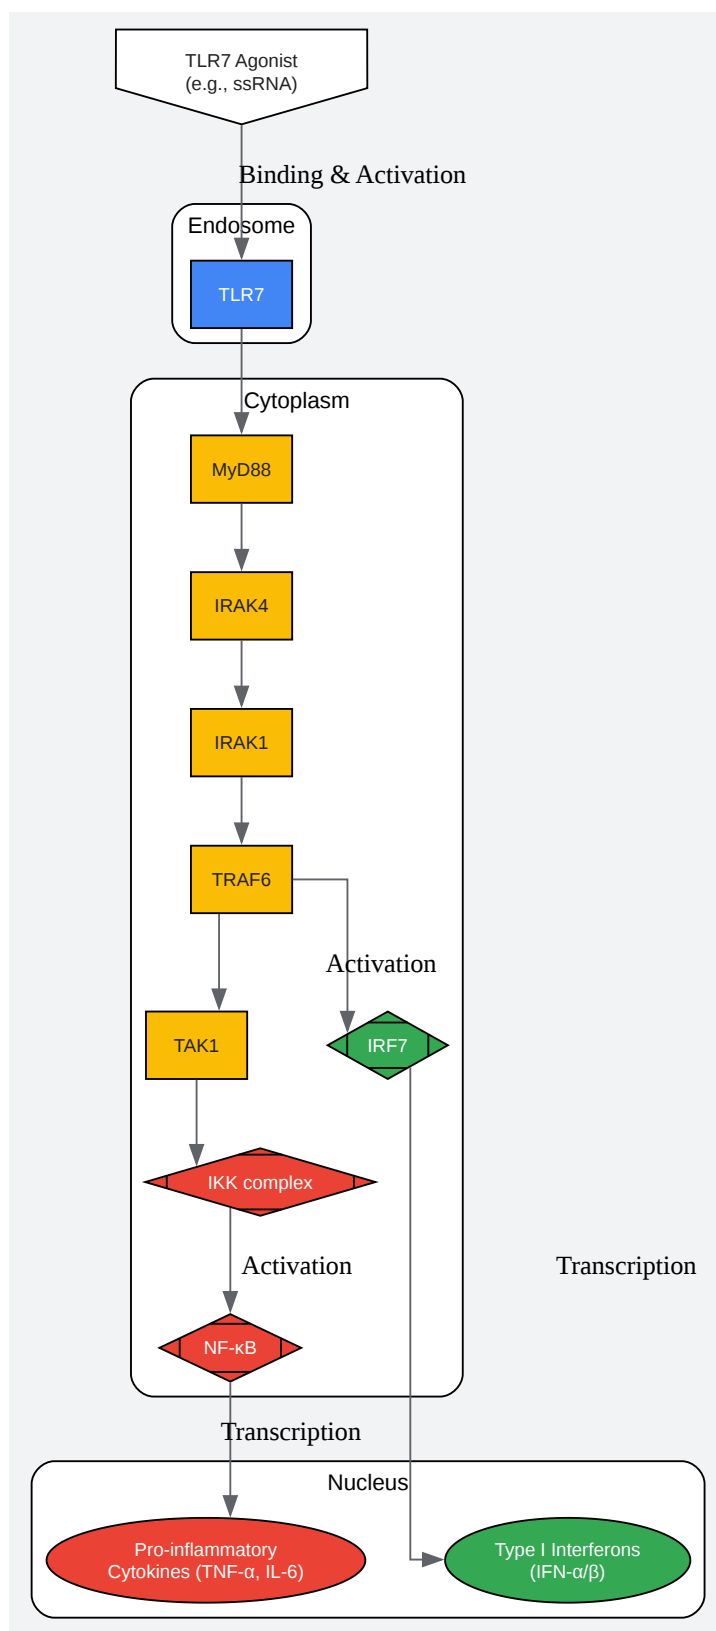 TLR7 Agonist
(e.g., ssRNA)
Binding & Activation
Endosome
TLR7
Cytoplasm
MyD88
IRAK4
IRAK1
TRAF6
Activation
TAK1
IRF7
IKK complex
Activation
Transcription
NF-κB
Transcription
Nucleus
Pro-inflammatory
Cytokines (TNF-α, IL-6)
Type I Interferons
(IFN-α/β)